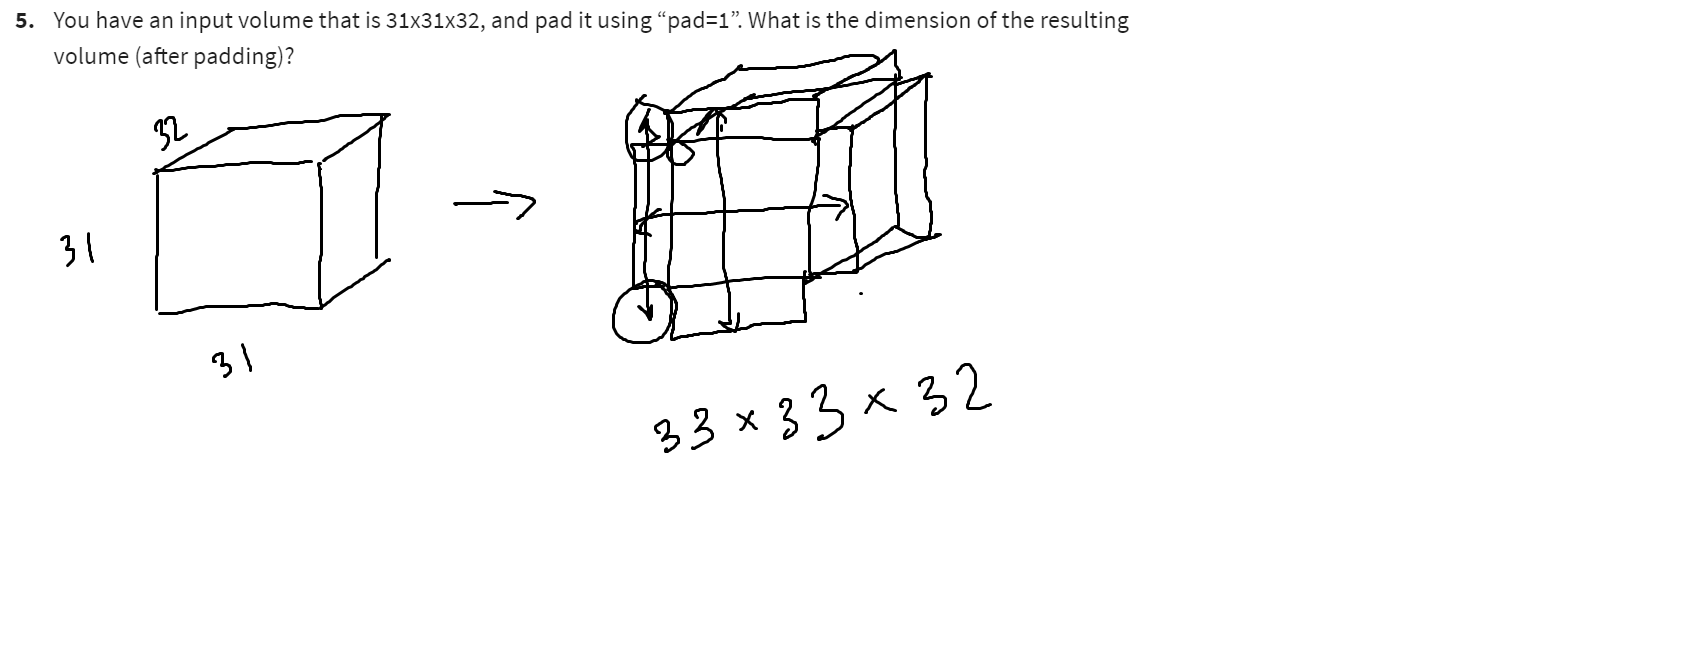 5. You have an input volume that is 31x31x32, and pad it using “pad=1”. What is the dimension of the resulting
volume (after padding)?
32
31
31
33 x 33 x 32